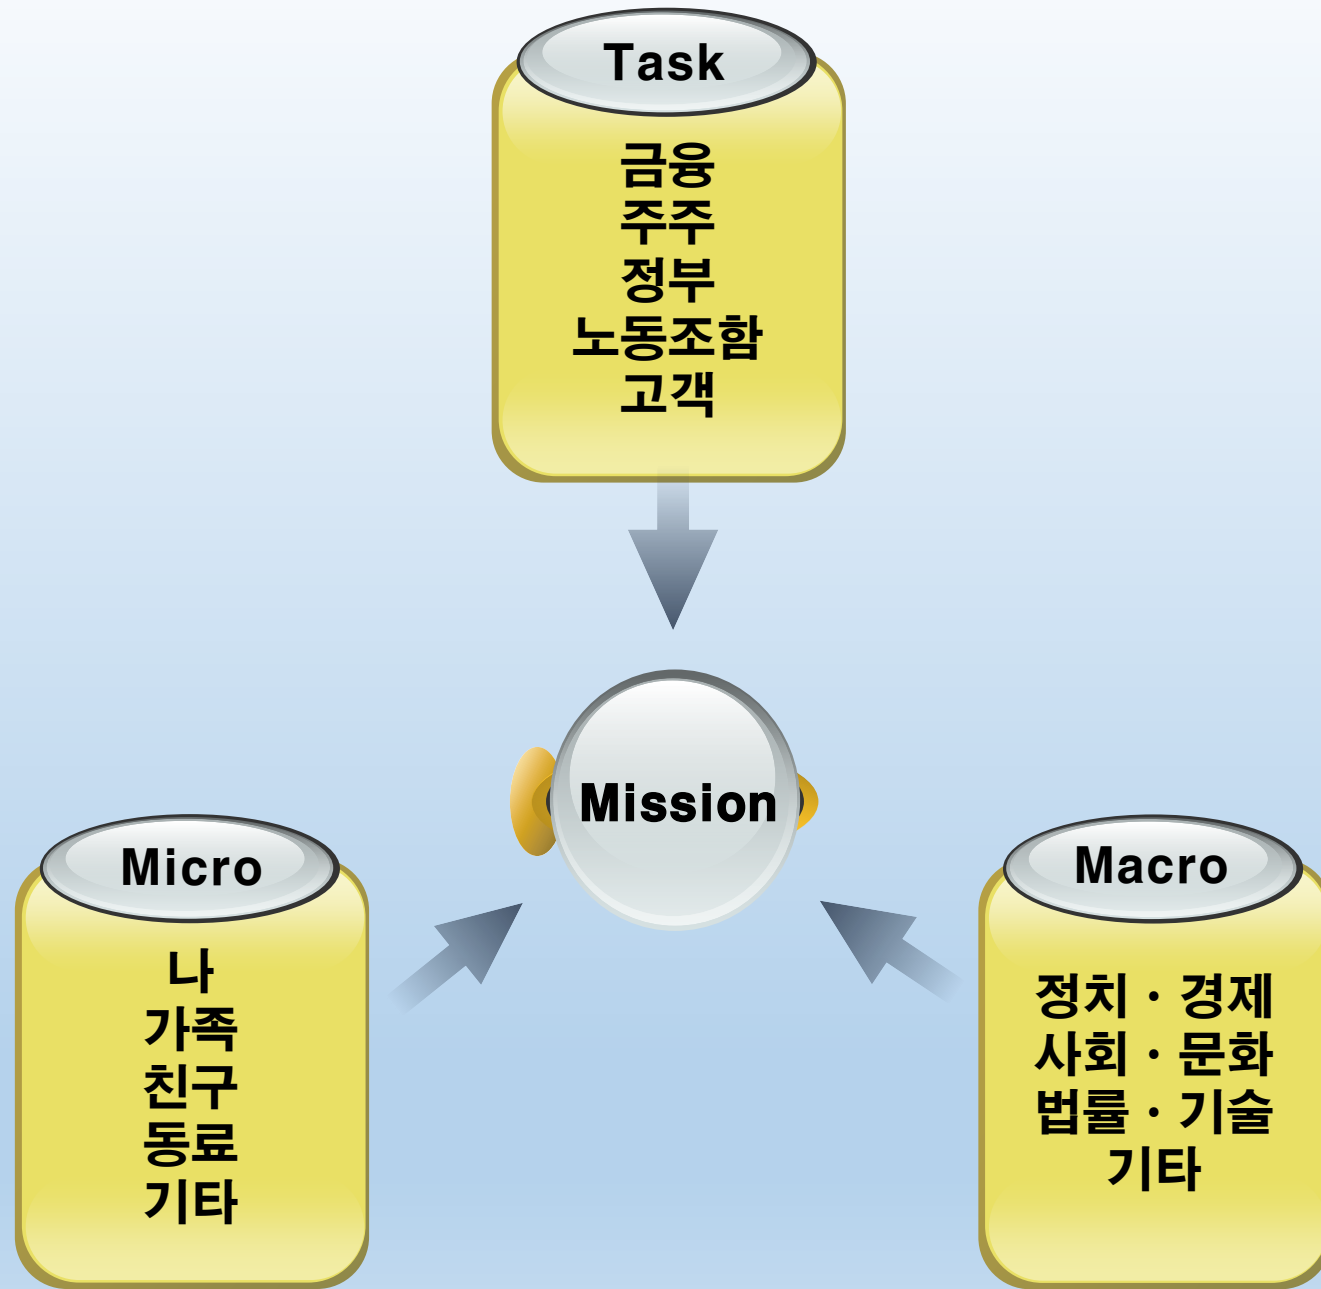 Task
금융
주주
정부
노동조함
고객
Mission
Micro
나
가족
친구
동료
기타
Macro
정치 · 경제
사회 · 문화
법률 · 기술
기타